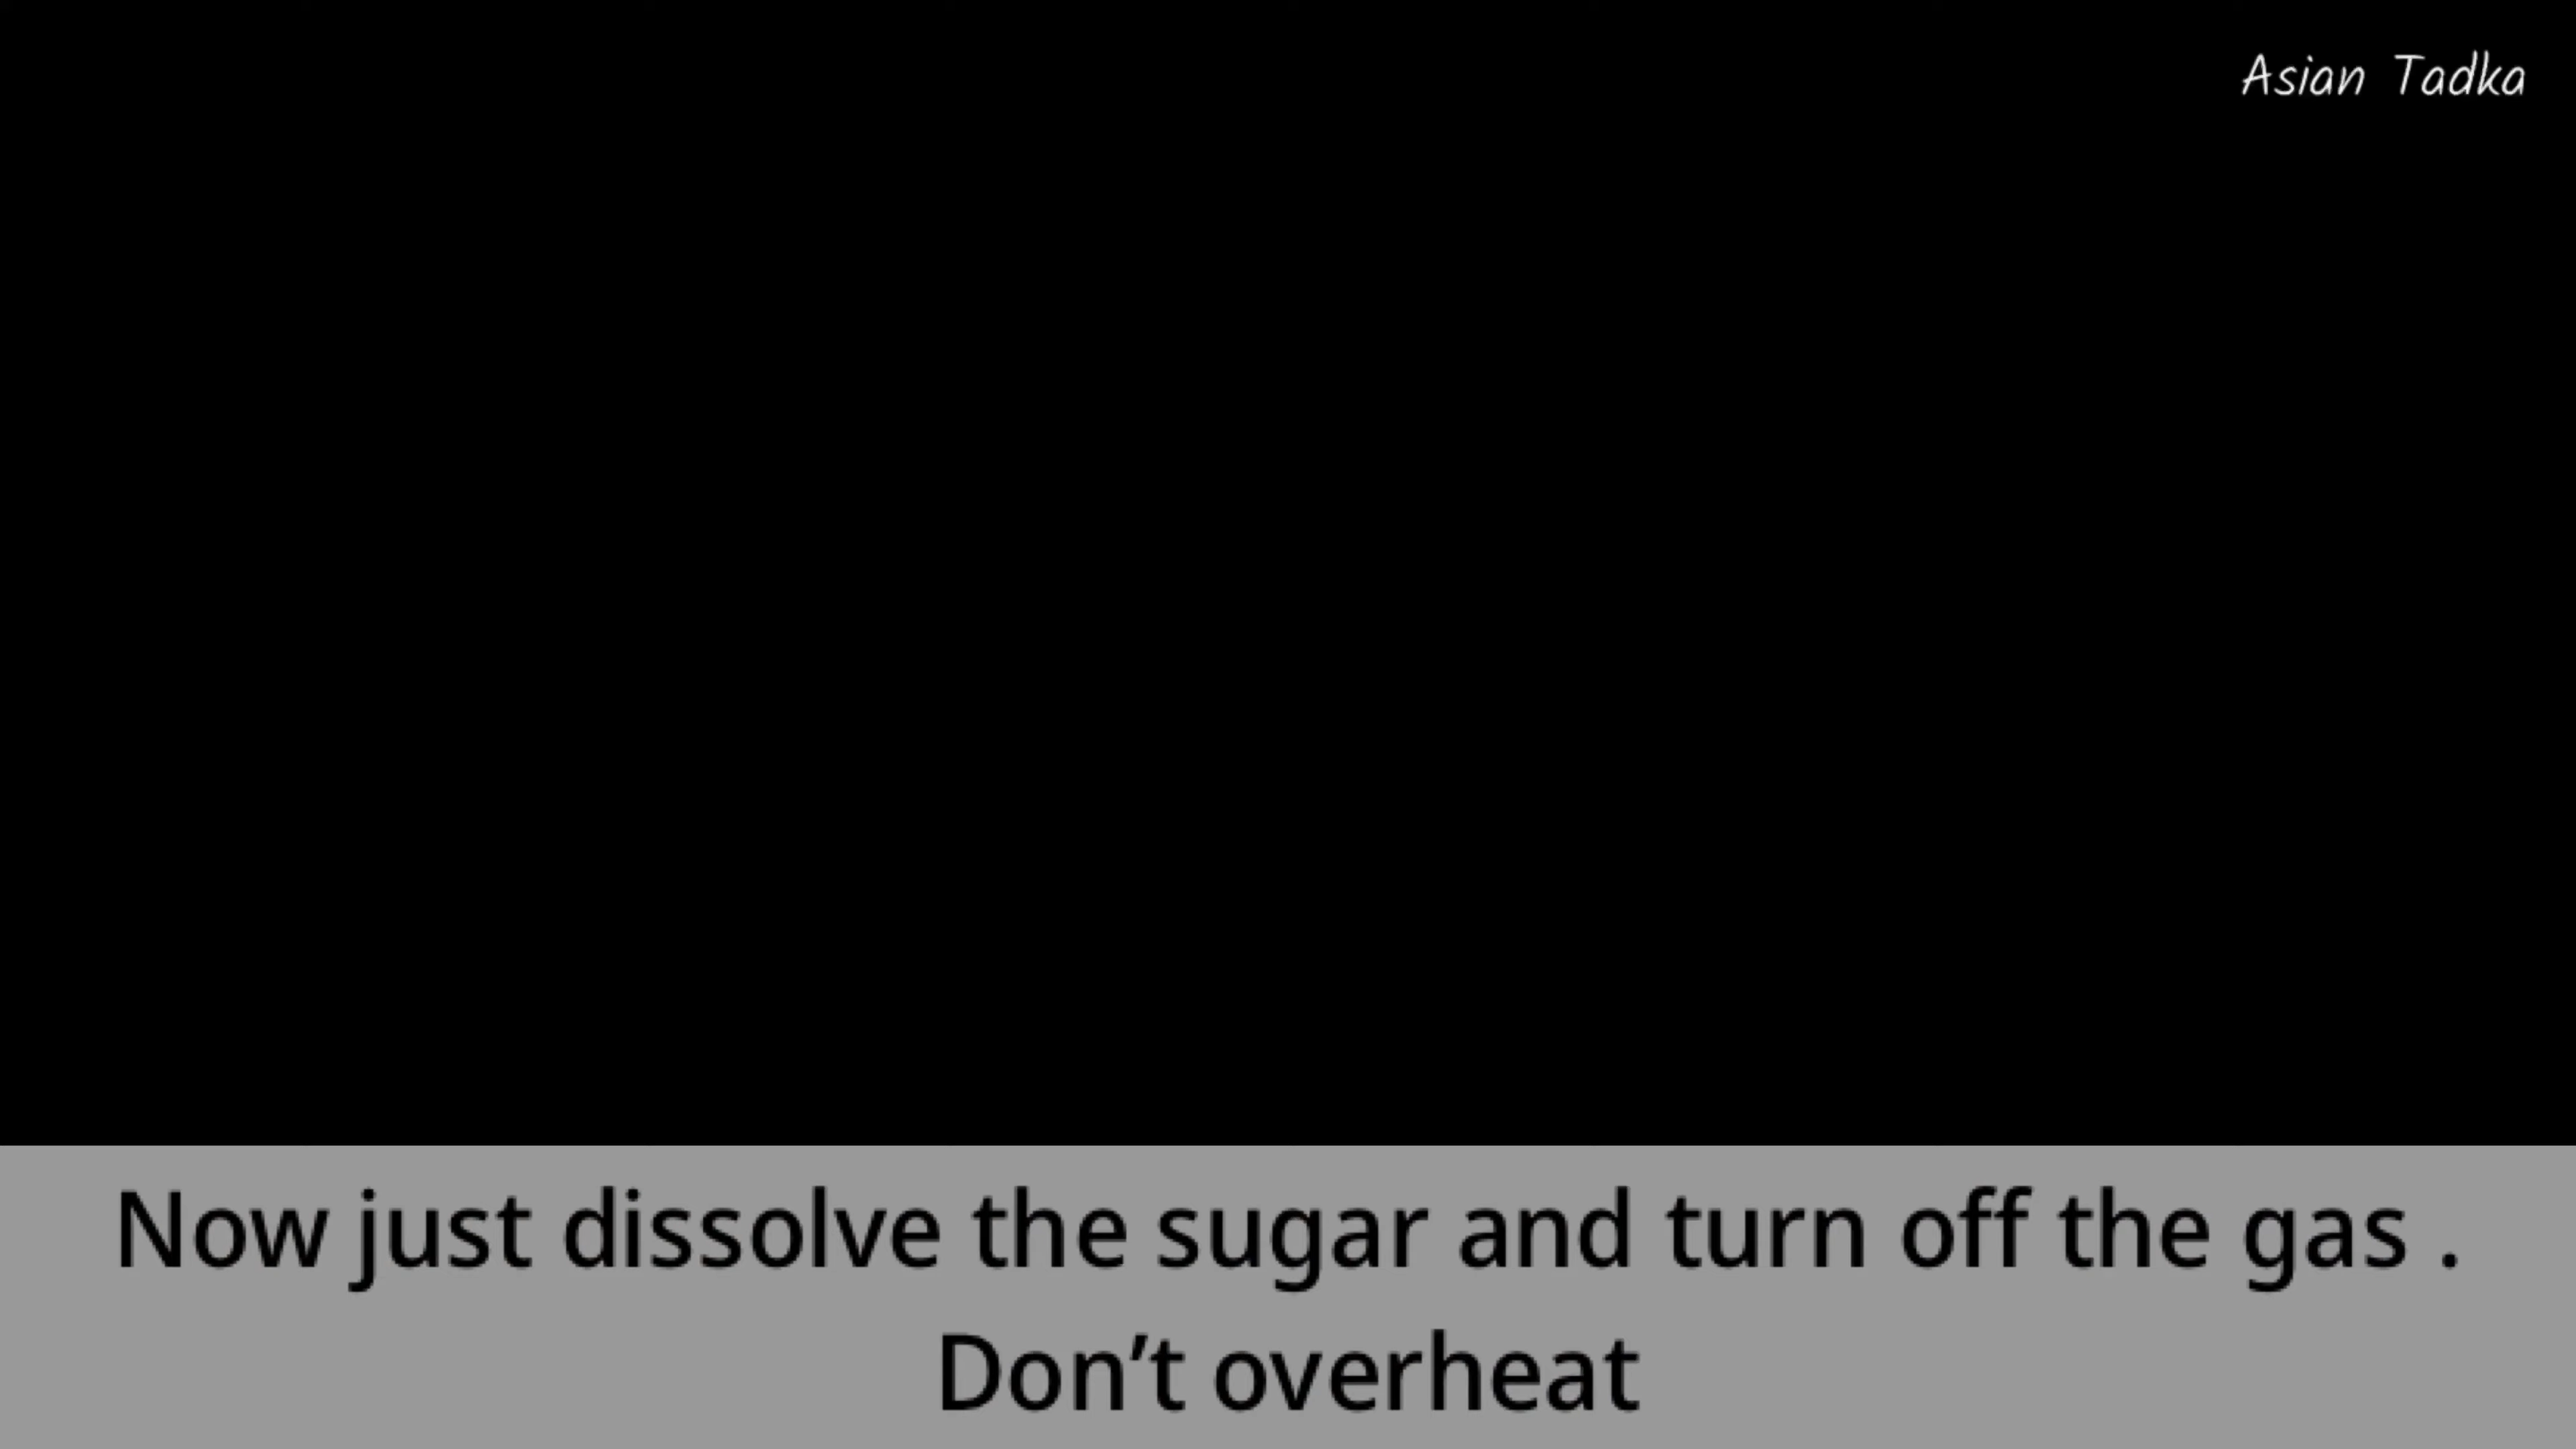 Asian Tadka
Now just dissolve the sugar and turn off the gas .
Don’t overheat